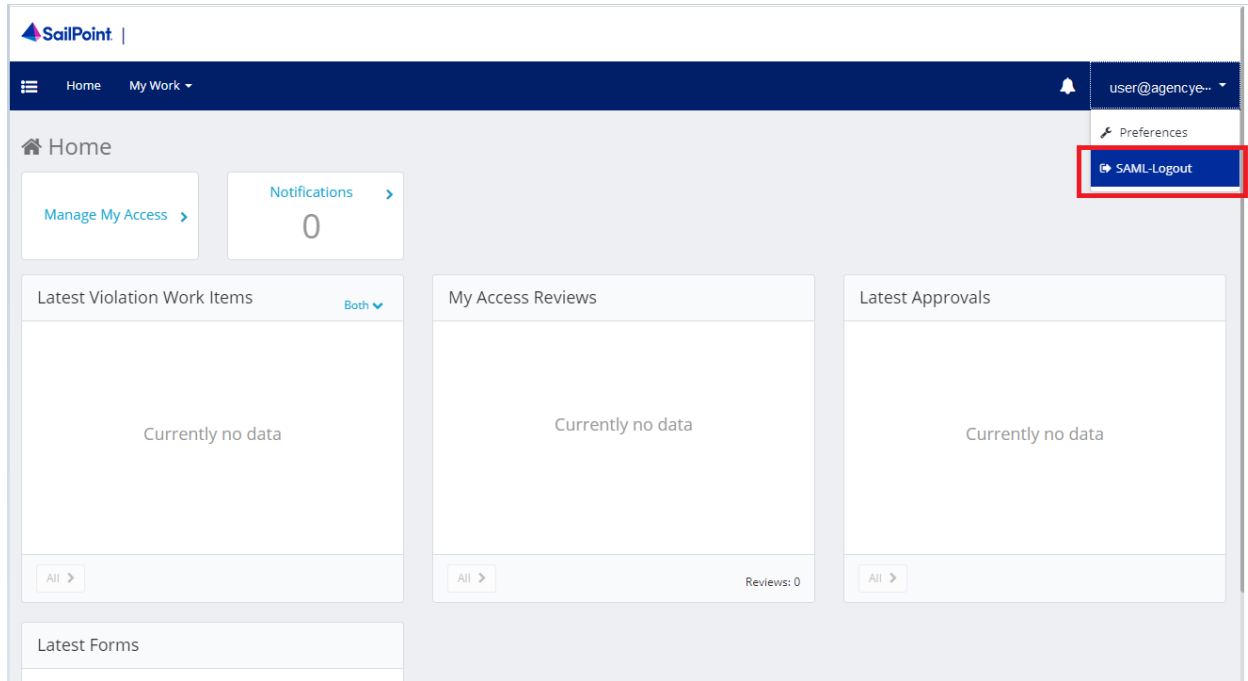 SailPoint |
Home My Work user@agencye...
Preferences
SAML-Logout
Home
Manage My Access
Notifications
0
Latest Violation Work Items Both
Currently no data
All
My Access Reviews
Currently no data
All Reviews: 0
Latest Approvals
Currently no data
All
Latest Forms